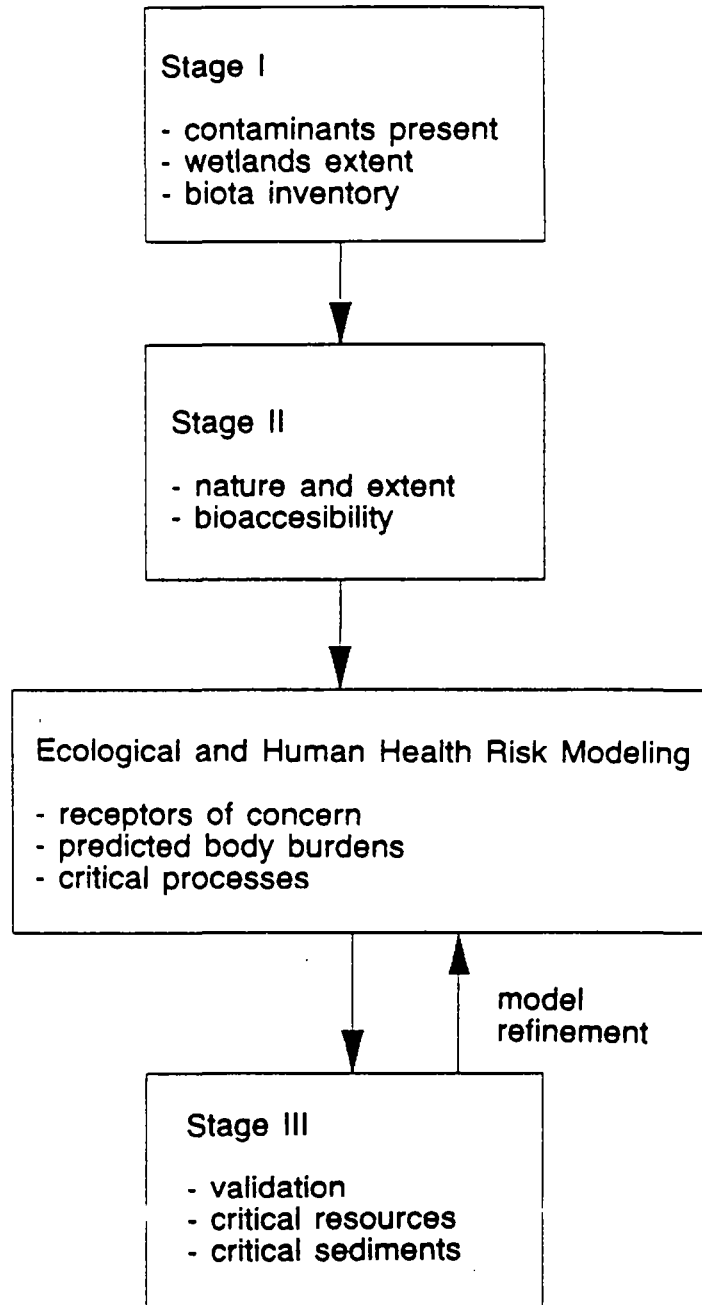 Stage I
- contaminants present
- wetlands extent
- biota inventory
Stage II
- nature and extent
- bioaccesibility
Ecological and Human Health Risk Modeling
- receptors of concern
- predicted body burdens
- critical processes
model
refinement
Stage III
- validation
- critical resources
- critical sediments